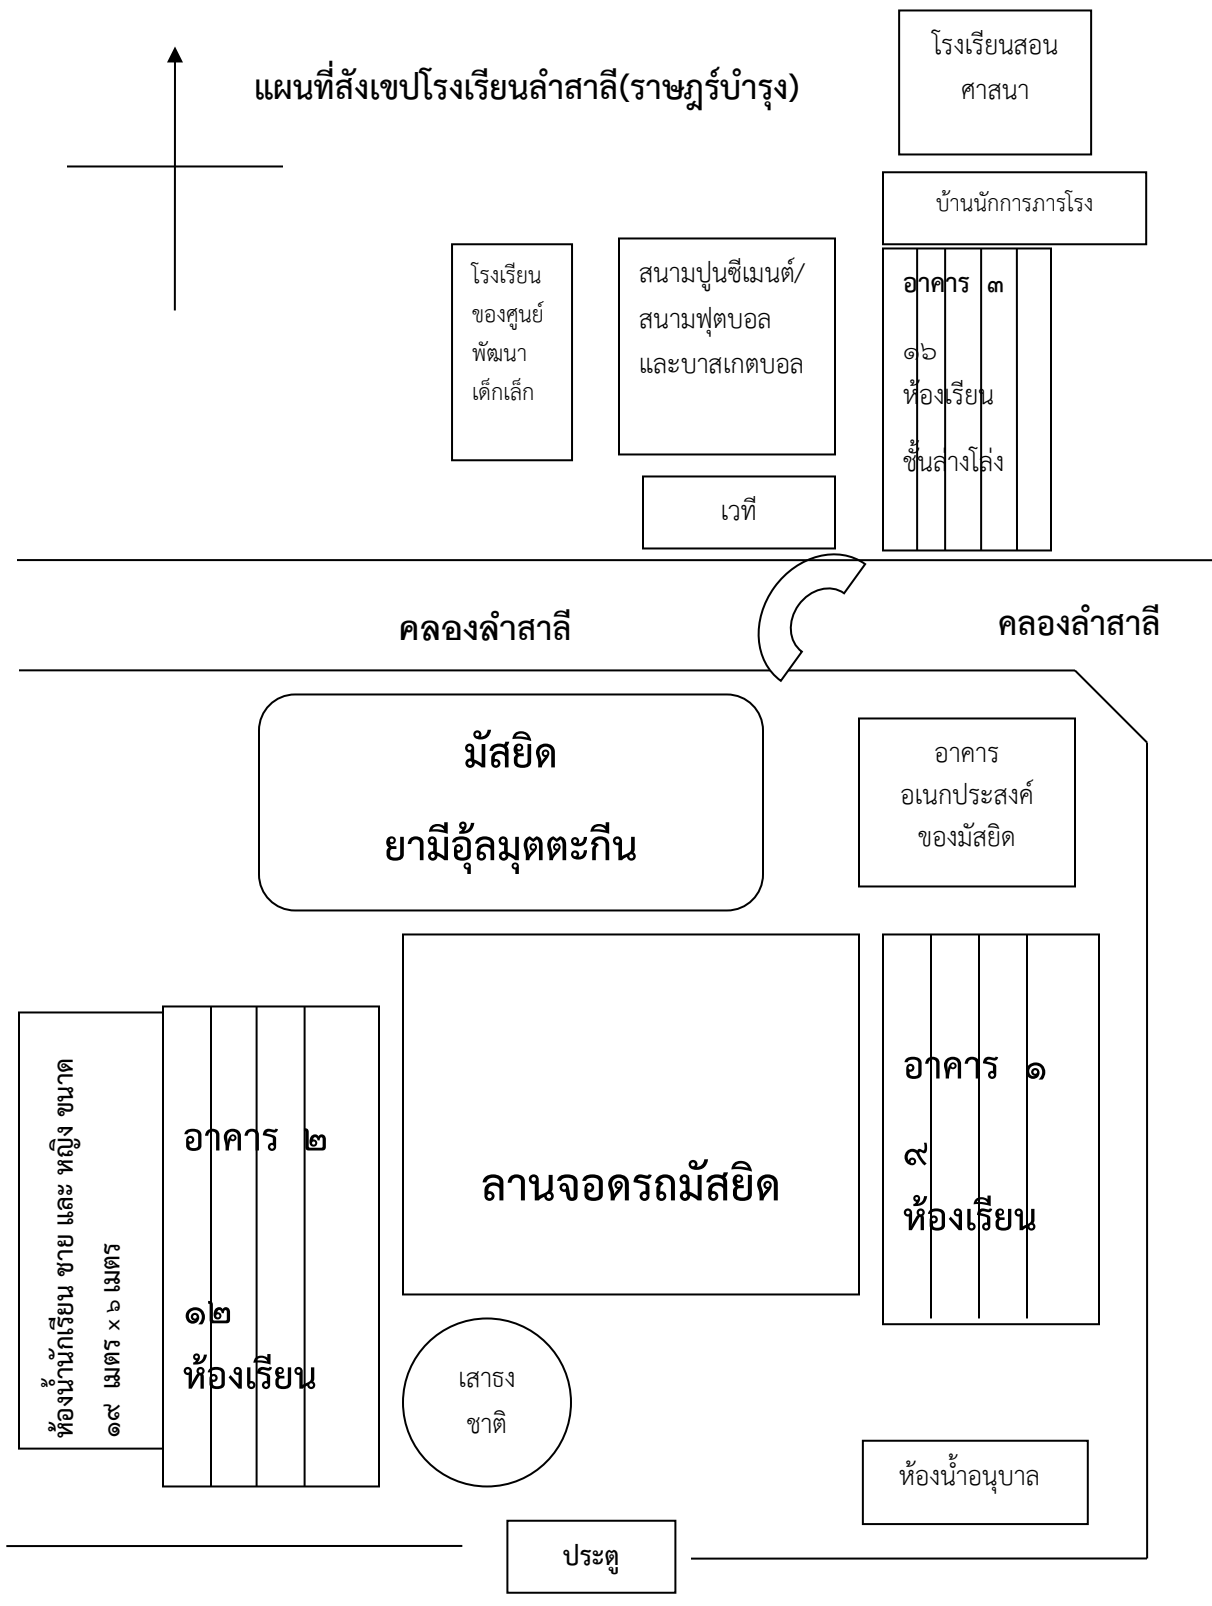 แผนที่สังเขปโรงเรียนลำสาลี(ราษฎร์บำรุง)
โรงเรียนสอน
ศาสนา
บ้านนักการภารโรง
โรงเรียน
ของศูนย์
พัฒนา
เด็กเล็ก
สนามปูนซีเมนต์/
สนามฟุตบอล
และบาสเกตบอล
อาคาร ๓
๑๖
ห้องเรียน
ชั้นล่างโล่ง
เวที
คลองลำสาลี
คลองลำสาลี
มัสยิด
ยามีอุ้ลมุตตะกีน
อาคาร
อเนกประสงค์
ของมัสยิด
ห้องน้ำนักเรียน ชาย และ หญิง ขนาด
๑๙ เมตร x ๖ เมตร
อาคาร ๒
๑๒
ห้องเรียน
ลานจอดรถมัสยิด
อาคาร ๑
๙
ห้องเรียน
เสาธง
ชาติ
ห้องน้ำอนุบาล
ประตู